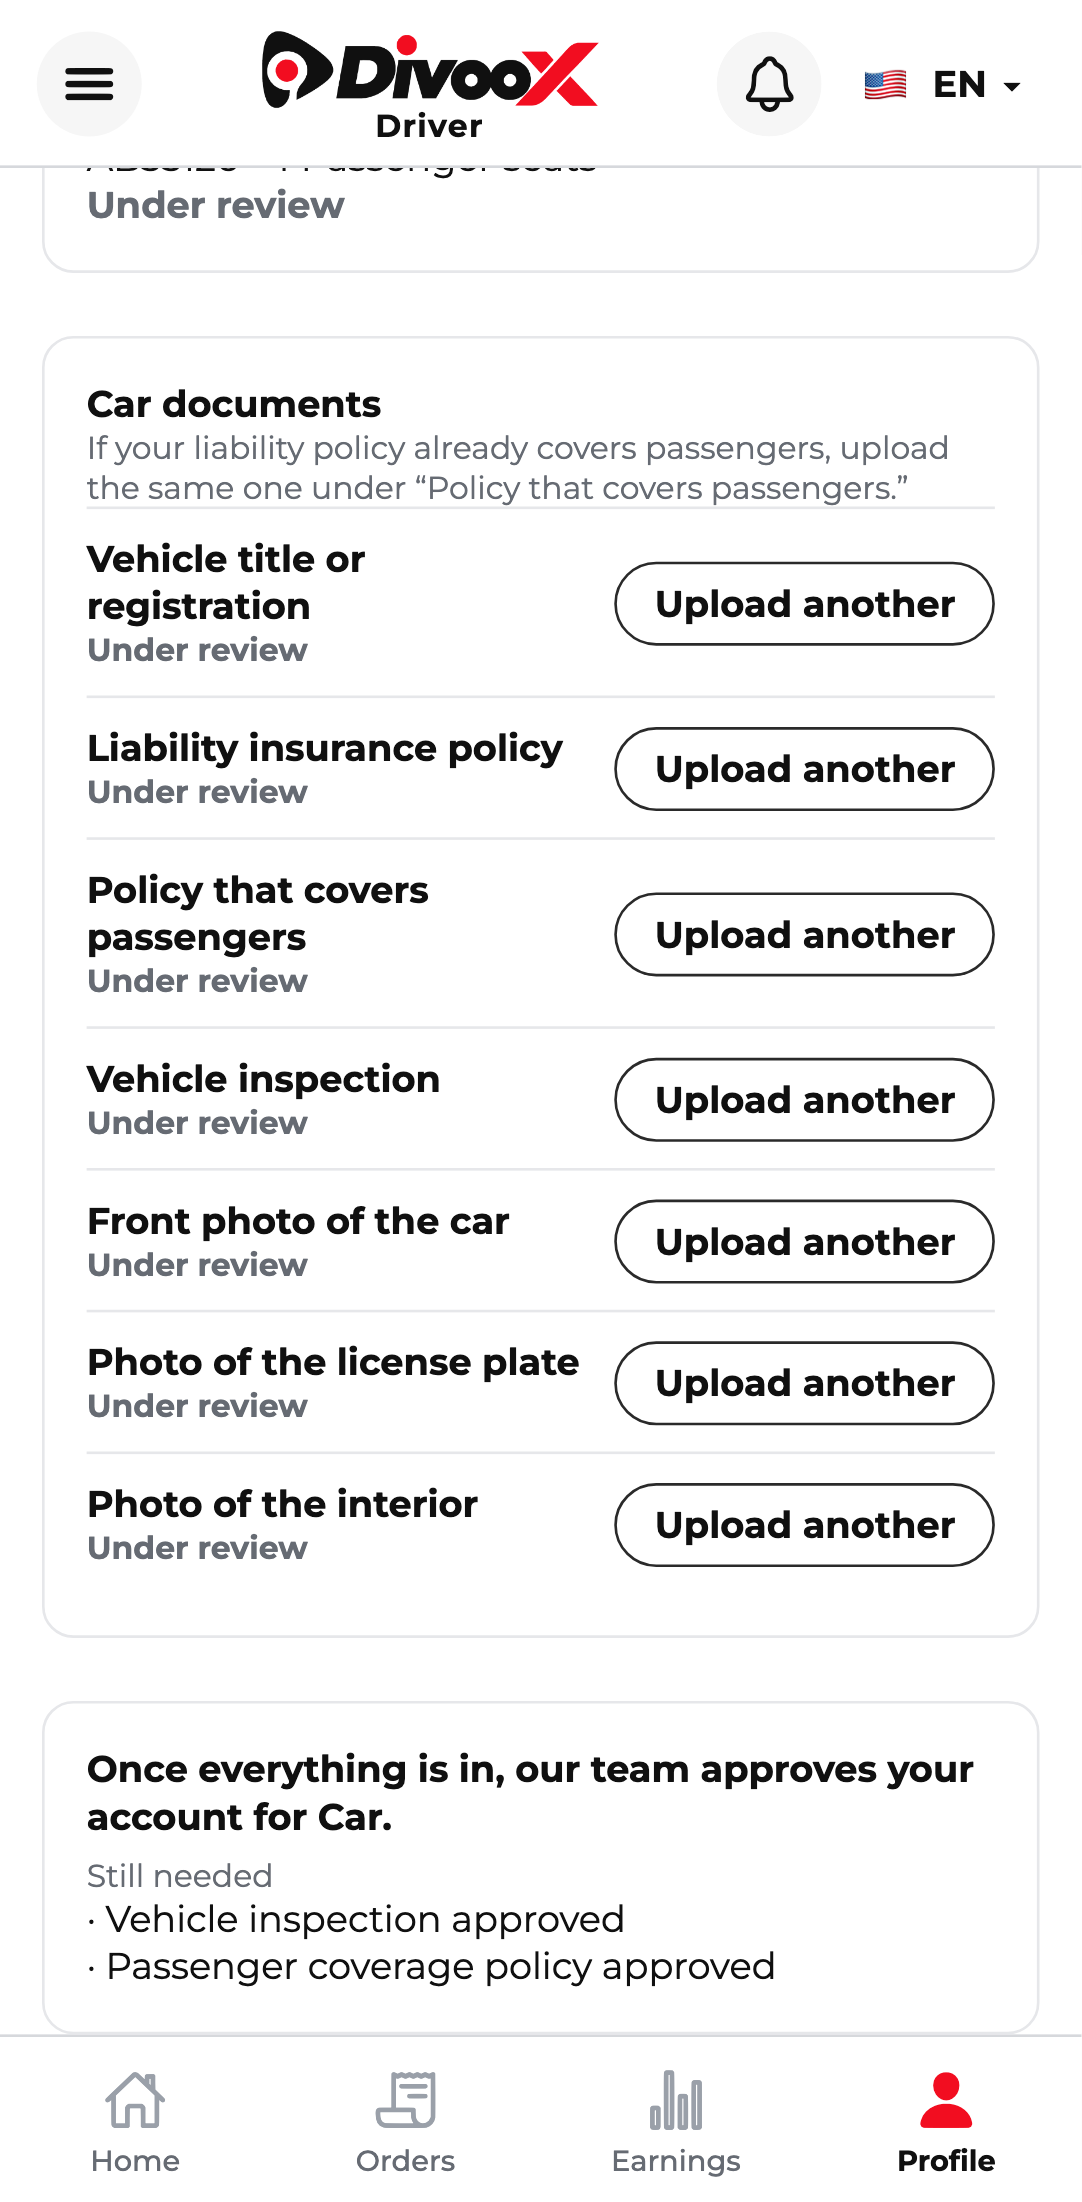 DivooX
Driver
EN
Under review
Car documents
If your liability policy already covers passengers, upload
the same one under “Policy that covers passengers.”
Vehicle title or
registration
Under review
Upload another
Liability insurance policy
Under review
Upload another
Policy that covers
passengers
Under review
Upload another
Vehicle inspection
Under review
Upload another
Front photo of the car
Under review
Upload another
Photo of the license plate
Under review
Upload another
Photo of the interior
Under review
Upload another
Once everything is in, our team approves your
account for Car.
Still needed
· Vehicle inspection approved
· Passenger coverage policy approved
Home
Orders
Earnings
Profile